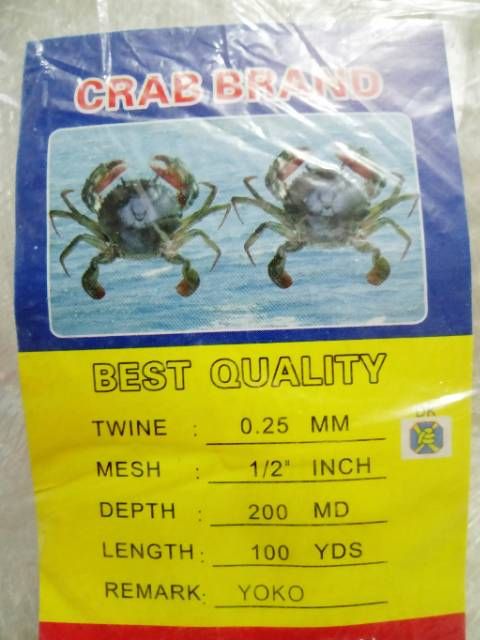 CRAB BRAND
BEST QUALITY
DK
TWINE : 0.25 MM
MESH : 1/2" INCH
DEPTH : 200 MD
LENGTH : 100 YDS
REMARK : YOKO